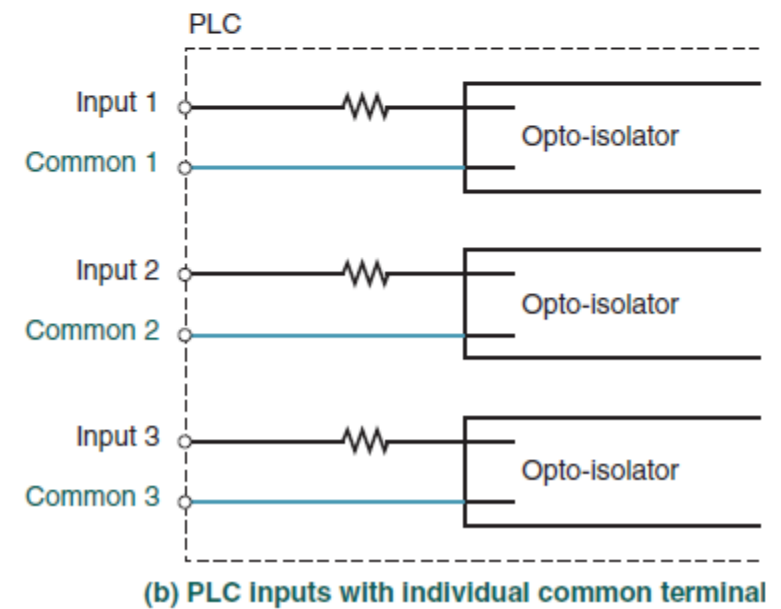 PLC
Input 1
Opto-isolator
Common 1
Input 2
Opto-isolator
Common 2
Input 3
Opto-isolator
Common 3
(b) PLC inputs with individual common terminal